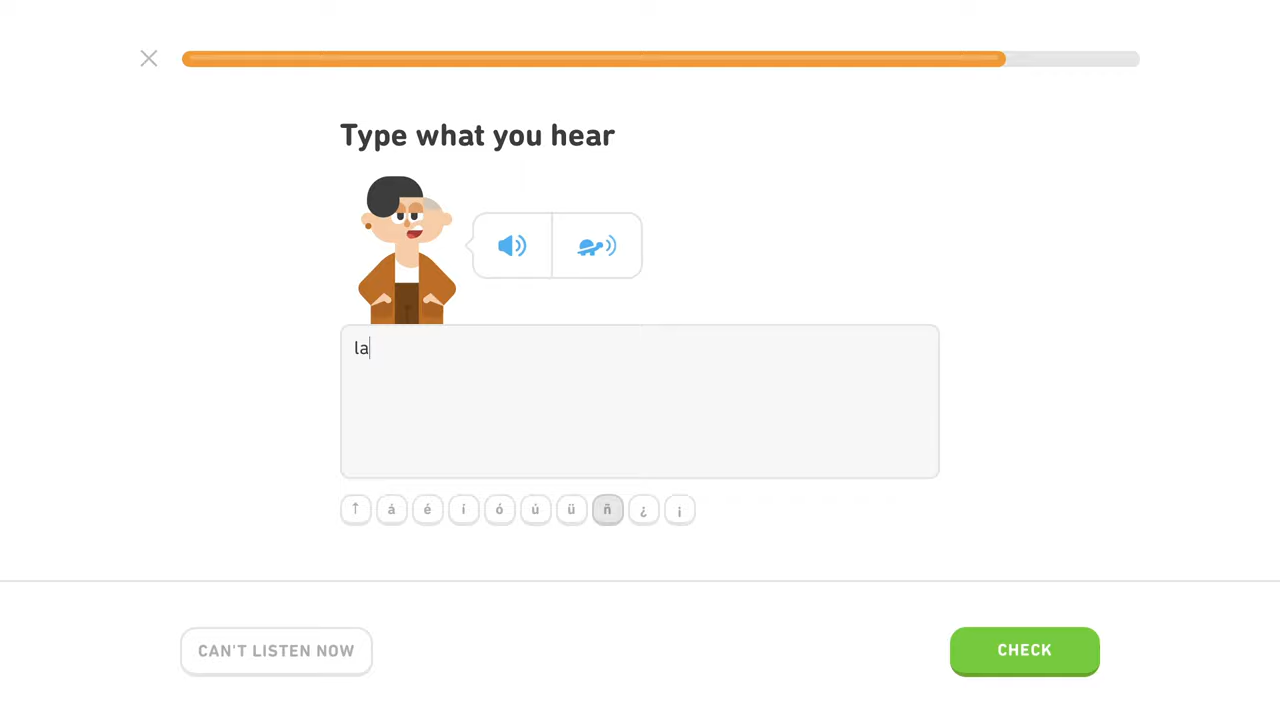 Type what you hear
la
↑ á é í ó ú ü ñ ¿ ¡
CAN'T LISTEN NOW
CHECK